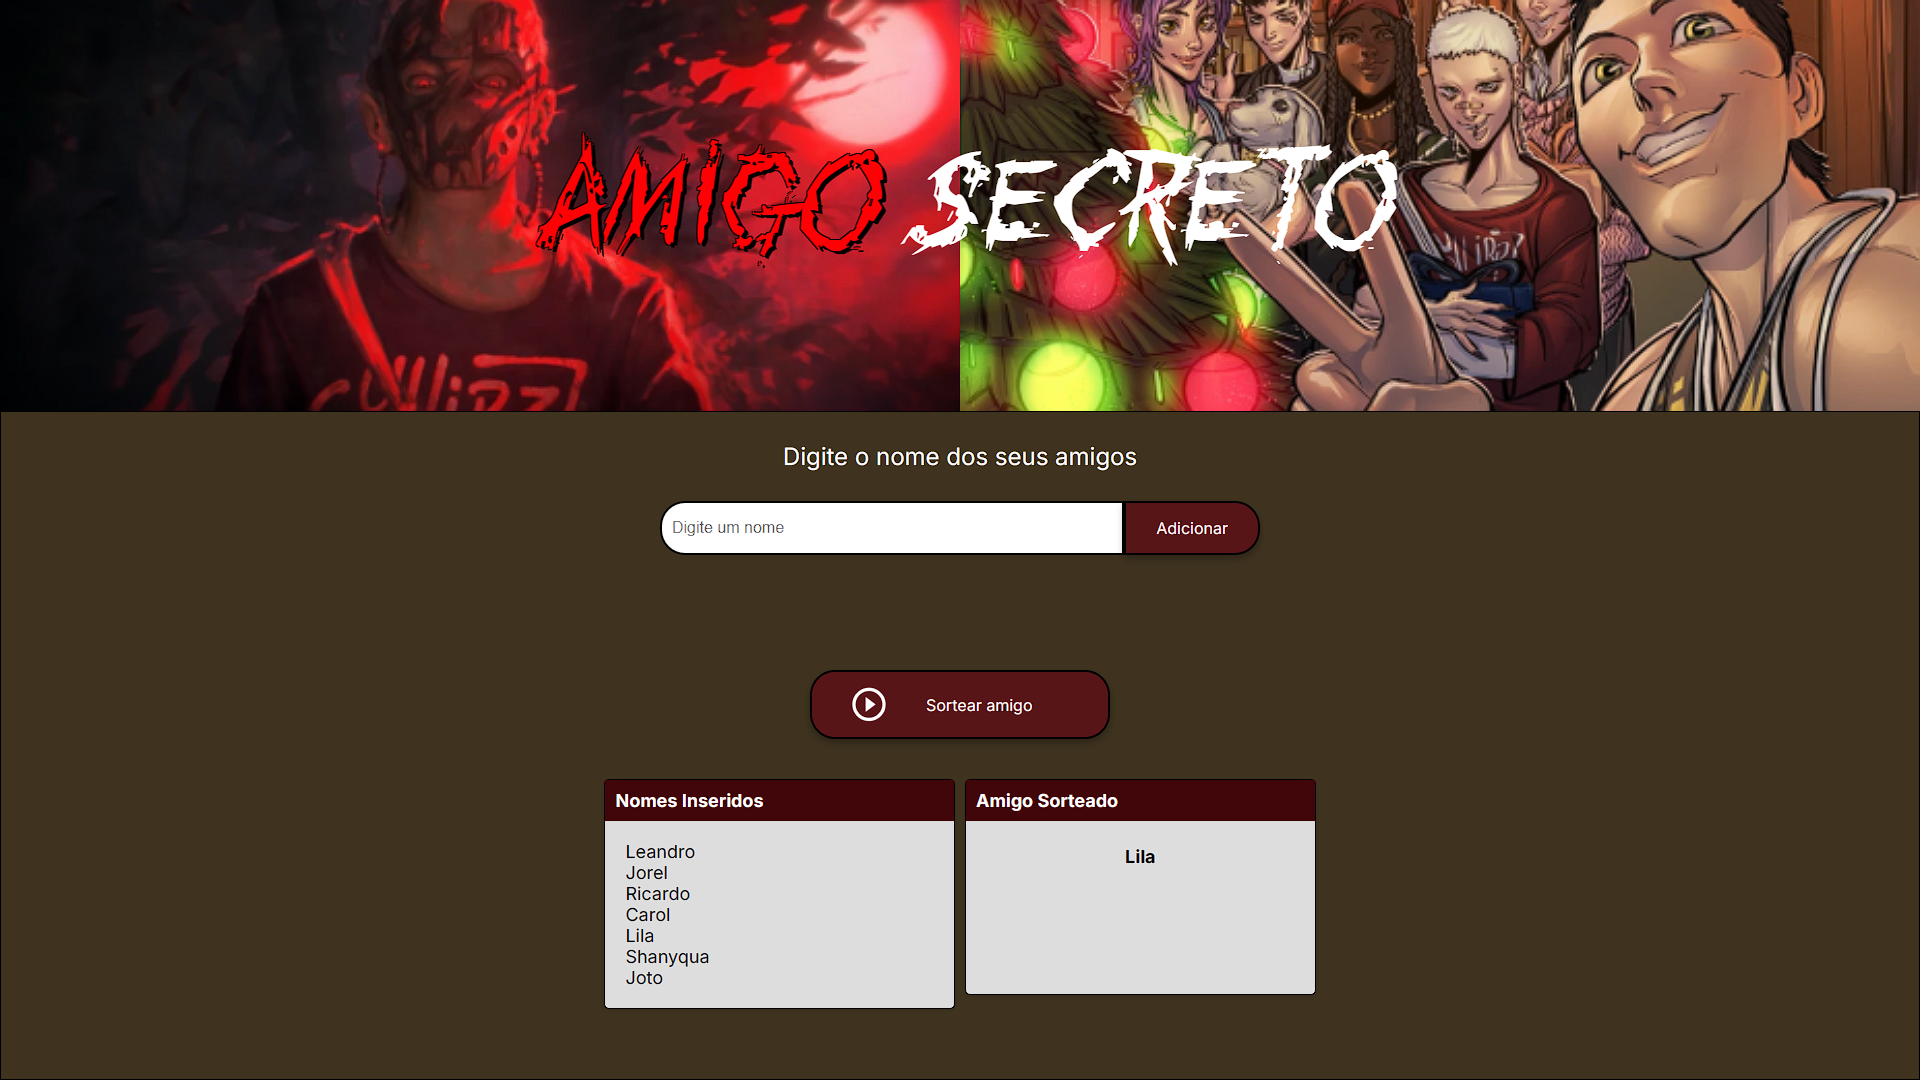 AMIGO SECRETO
Digite o nome dos seus amigos
Digite um nome
Adicionar
Sortear amigo
Nomes Inseridos
Leandro
Jorel
Ricardo
Carol
Lila
Shanyqua
Joto
Amigo Sorteado
Lila